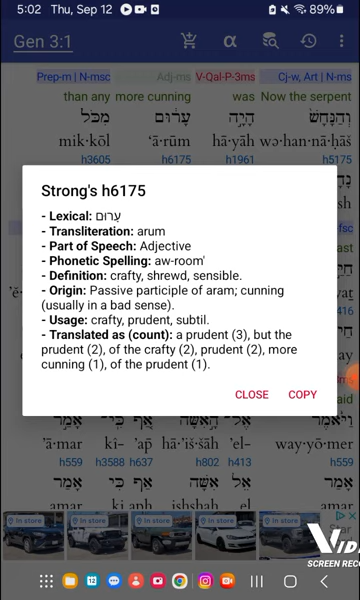 5:02 Thu, Sep 12 89%
Gen 3:1 α
Prep-m | N-msc Adj-ms V-Qal-P-3ms Cj-w, Art | N-ms
than any more cunning was Now the serpent
מִכֹּל֙ עָר֔וּם הָיָ֣ה וְהַנָּחָשׁ֙
mik·kōl ‘ā·rūm hā·yāh wə·han·nā·ḥāš
h3605 h6175 h1961 h5175
Strong's h6175
- Lexical: עָרוּם
- Transliteration: arum
- Part of Speech: Adjective
- Phonetic Spelling: aw-room'
- Definition: crafty, shrewd, sensible.
- Origin: Passive participle of aram; cunning
(usually in a bad sense).
- Usage: crafty, prudent, subtil.
- Translated as (count): a prudent (3), but the
prudent (2), of the crafty (2), prudent (2), more
cunning (1), of the prudent (1).
CLOSE COPY
’ā·mar kî- ’ap̄ hā·’iš·šāh ’el- way·yō·mer
h559 h3588 h637 h802 h413 h559
אָמַר כִּי אַף אִשָּׁה אֶל אָמַר
amar ki aph ishshah el amar
In store In store In store In store In store
SCREEN REC